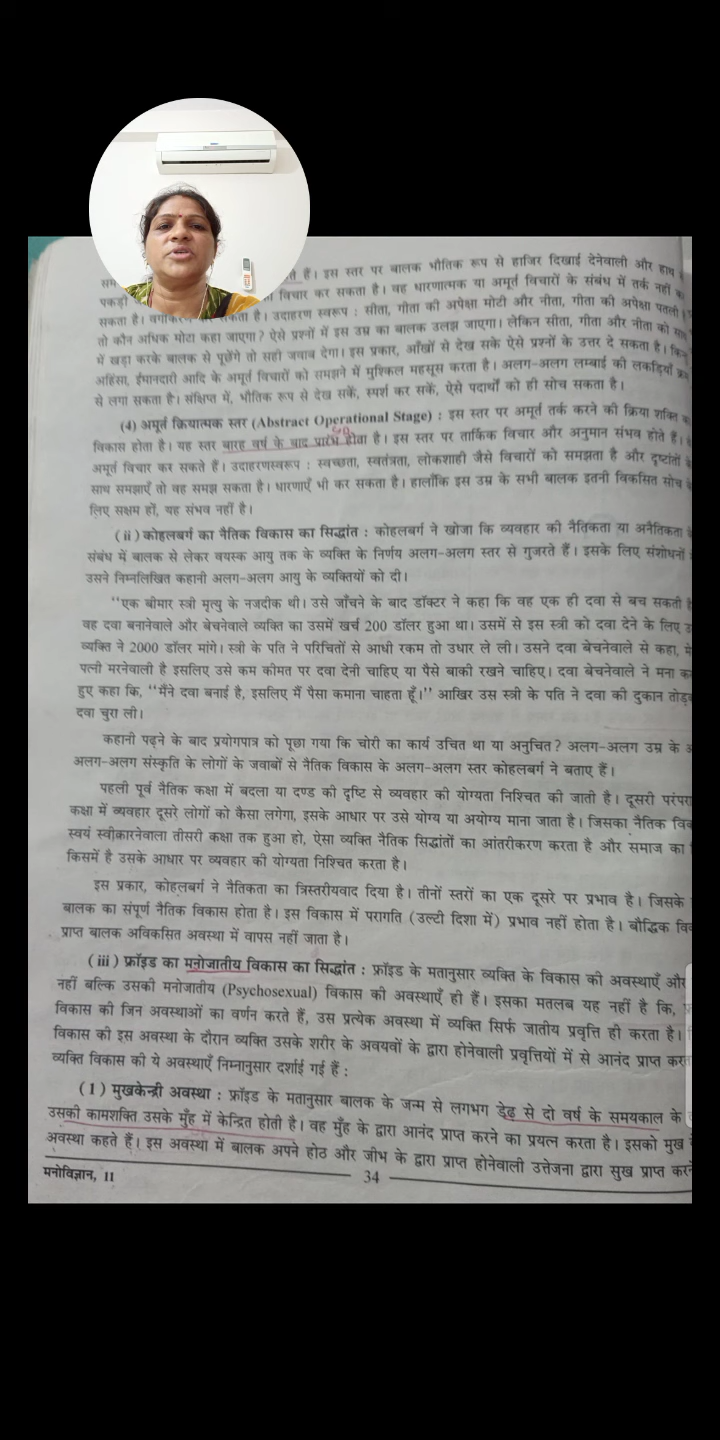 हैं। इस स्तर पर बालक भौतिक रूप से हाजिर दिखाई देनेवाली और हाथ
पकड़ी विचार कर सकता है। वह धारणात्मक या अमूर्त विचारों के संबंध में तर्क नहीं
सकता है। वर्गीकरण कर सकता है। उदाहरण स्वरूप : सीता, गीता की अपेक्षा मोटी और नीता, गीता की अपेक्षा पतली
तो कौन अधिक मोटा कहा जाएगा? ऐसे प्रश्नों में इस उम्र का बालक उलझ जाएगा। लेकिन सीता, गीता और नीता को
में खड़ा करके बालक से पूछेंगे तो सही जवाब देगा। इस प्रकार, आँखों से देख सके ऐसे प्रश्नों के उत्तर दे सकता है।
अहिंसा, ईमानदारी आदि के अमूर्त विचारों को समझने में मुश्किल महसूस करता है। अलग-अलग लम्बाई की लकड़ियाँ
से लगा सकता है। संक्षिप्त में, भौतिक रूप से देख सकें, स्पर्श कर सकें, ऐसे पदार्थों को ही सोच सकता है।
(4) अमूर्त क्रियात्मक स्तर (Abstract Operational Stage) : इस स्तर पर अमूर्त तर्क करने की क्रिया शक्ति
विकास होता है। यह स्तर बारह वर्ष के बाद प्रारंभ होता है। इस स्तर पर तार्किक विचार और अनुमान संभव होते हैं।
अमूर्त विचार कर सकते हैं। उदाहरणस्वरूप : स्वच्छता, स्वतंत्रता, लोकशाही जैसे विचारों को समझता है और दृष्टांतों
साथ समझाएँ तो वह समझ सकता है। धारणाएँ भी कर सकता है। हालाँकि इस उम्र के सभी बालक इतनी विकसित सोच
लिए सक्षम हों, यह संभव नहीं है।
(ii) कोहलबर्ग का नैतिक विकास का सिद्धांत : कोहलबर्ग ने खोजा कि व्यवहार को नैतिकता या अनैतिकता
संबंध में बालक से लेकर वयस्क आयु तक के व्यक्ति के निर्णय अलग-अलग स्तर से गुजरते हैं। इसके लिए संशोधनों
उसने निम्नलिखित कहानी अलग-अलग आयु के व्यक्तियों को दी।
“एक बीमार स्त्री मृत्यु के नजदीक थी। उसे जाँचने के बाद डॉक्टर ने कहा कि वह एक ही दवा से बच सकती
वह दवा बनानेवाले और बेचनेवाले व्यक्ति का उसमें खर्च 200 डॉलर हुआ था। उसमें से इस स्त्री को दवा देने के लिए
व्यक्ति ने 2000 डॉलर मांगे। स्त्री के पति ने परिचितों से आधी रकम तो उधार ले ली। उसने दवा बेचनेवाले से कहा,
पत्नी मरनेवाली है इसलिए उसे कम कीमत पर दवा देनी चाहिए या पैसे बाकी रखने चाहिए। दवा बेचनेवाले ने मना
हुए कहा कि, “मैंने दवा बनाई है, इसलिए मैं पैसा कमाना चाहता हूँ।” आखिर उस स्त्री के पति ने दवा की दुकान
दवा चुरा ली।
कहानी पढ़ने के बाद प्रयोगपात्र को पूछा गया कि चोरी का कार्य उचित था या अनुचित? अलग-अलग उम्र के
अलग-अलग संस्कृति के लोगों के जवाबों से नैतिक विकास के अलग-अलग स्तर कोहलबर्ग ने बताए हैं।
पहली पूर्व नैतिक कक्षा में बदला या दण्ड की दृष्टि से व्यवहार की योग्यता निश्चित की जाती है। दूसरी
कक्षा में व्यवहार दूसरे लोगों को कैसा लगेगा, इसके आधार पर उसे योग्य या अयोग्य माना जाता है। जिसका नैतिक
स्वयं स्वीकारनेवाला तीसरी कक्षा तक हुआ हो, ऐसा व्यक्ति नैतिक सिद्धांतों का आंतरीकरण करता है और समाज का
किसमें है उसके आधार पर व्यवहार की योग्यता निश्चित करता है।
इस प्रकार, कोहलबर्ग ने नैतिकता का त्रिस्तरीयवाद दिया है। तीनों स्तरों का एक दूसरे पर प्रभाव है। जिसके
बालक का संपूर्ण नैतिक विकास होता है। इस विकास में परागति (उल्टी दिशा में) प्रभाव नहीं होता है। बौद्धिक
प्राप्त बालक अविकसित अवस्था में वापस नहीं जाता है।
(iii) फ्रॉइड का मनोजातीय विकास का सिद्धांत : फ्रॉइड के मतानुसार व्यक्ति के विकास की अवस्थाएँ और
नहीं बल्कि उसकी मनोजातीय (Psychosexual) विकास की अवस्थाएँ ही हैं। इसका मतलब यह नहीं है कि,
विकास की जिन अवस्थाओं का वर्णन करते हैं, उस प्रत्येक अवस्था में व्यक्ति सिर्फ जातीय प्रवृत्ति ही करता है।
विकास की इस अवस्था के दौरान व्यक्ति उसके शरीर के अवयवों के द्वारा होनेवाली प्रवृत्तियों में से आनंद प्राप्त
व्यक्ति विकास की ये अवस्थाएँ निम्नानुसार दर्शाई गई हैं :
(1) मुखकेन्द्री अवस्था : फ्रॉइड के मतानुसार बालक के जन्म से लगभग डेढ़ से दो वर्ष के समयकाल के
उसकी कामशक्ति उसके मुँह में केन्द्रित होती है। वह मुँह के द्वारा आनंद प्राप्त करने का प्रयत्न करता है। इसको मुख
अवस्था कहते हैं। इस अवस्था में बालक अपने होठ और जीभ के द्वारा प्राप्त होनेवाली उत्तेजना द्वारा सुख प्राप्त
मनोविज्ञान, 11
34